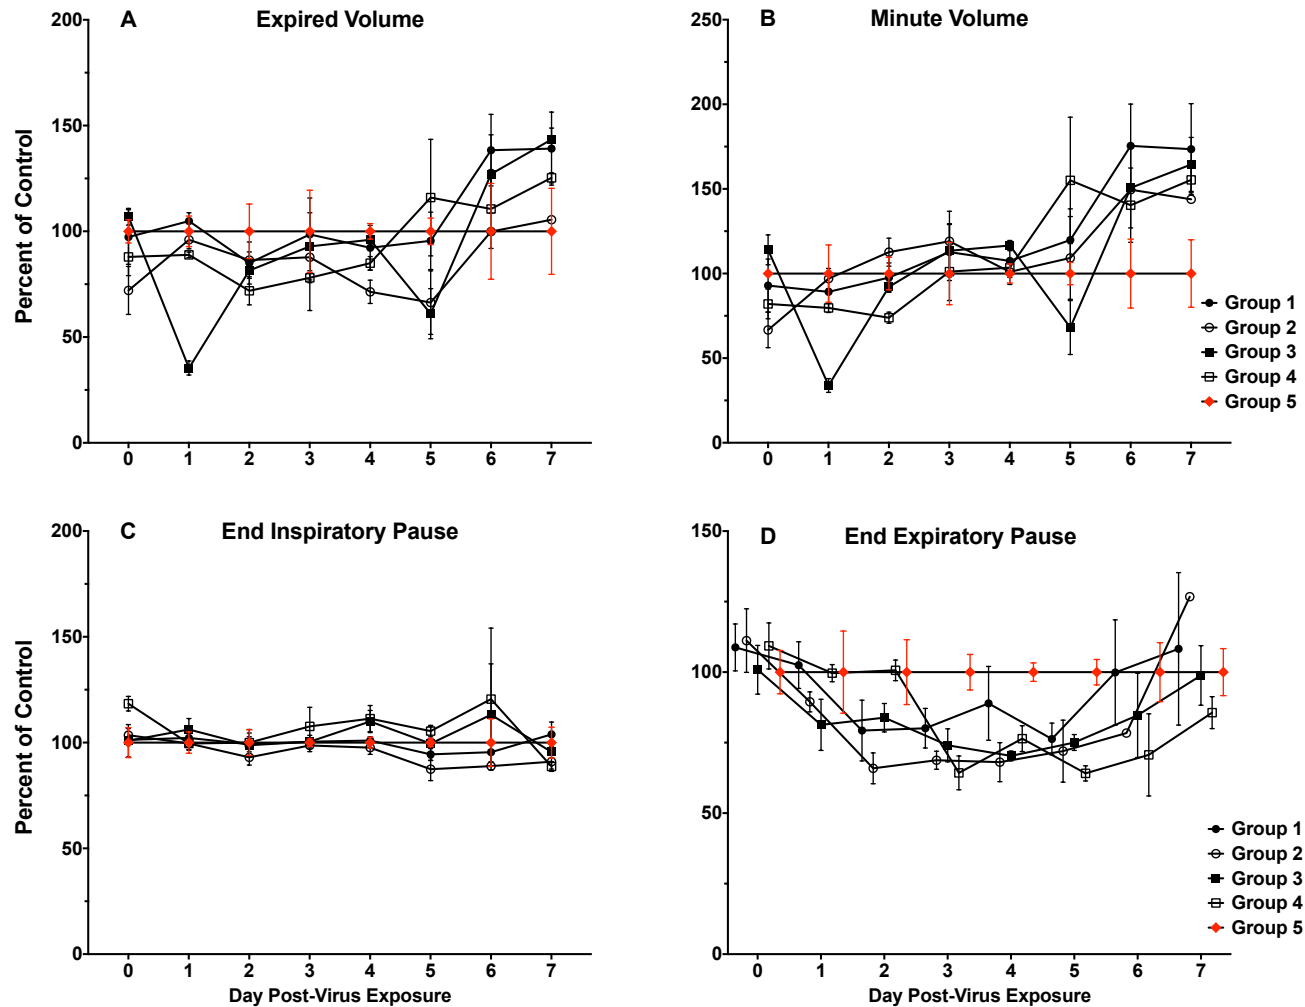 A
Expired Volume
200
150
100
50
0
Percent of Control
0 1 2 3 4 5 6 7
B
Minute Volume
250
200
150
100
50
0
0 1 2 3 4 5 6 7
Group 1
Group 2
Group 3
Group 4
Group 5
C
End Inspiratory Pause
200
150
100
50
0
Percent of Control
0 1 2 3 4 5 6 7
Day Post-Virus Exposure
D
End Expiratory Pause
150
100
50
0
0 1 2 3 4 5 6 7
Day Post-Virus Exposure
Group 1
Group 2
Group 3
Group 4
Group 5